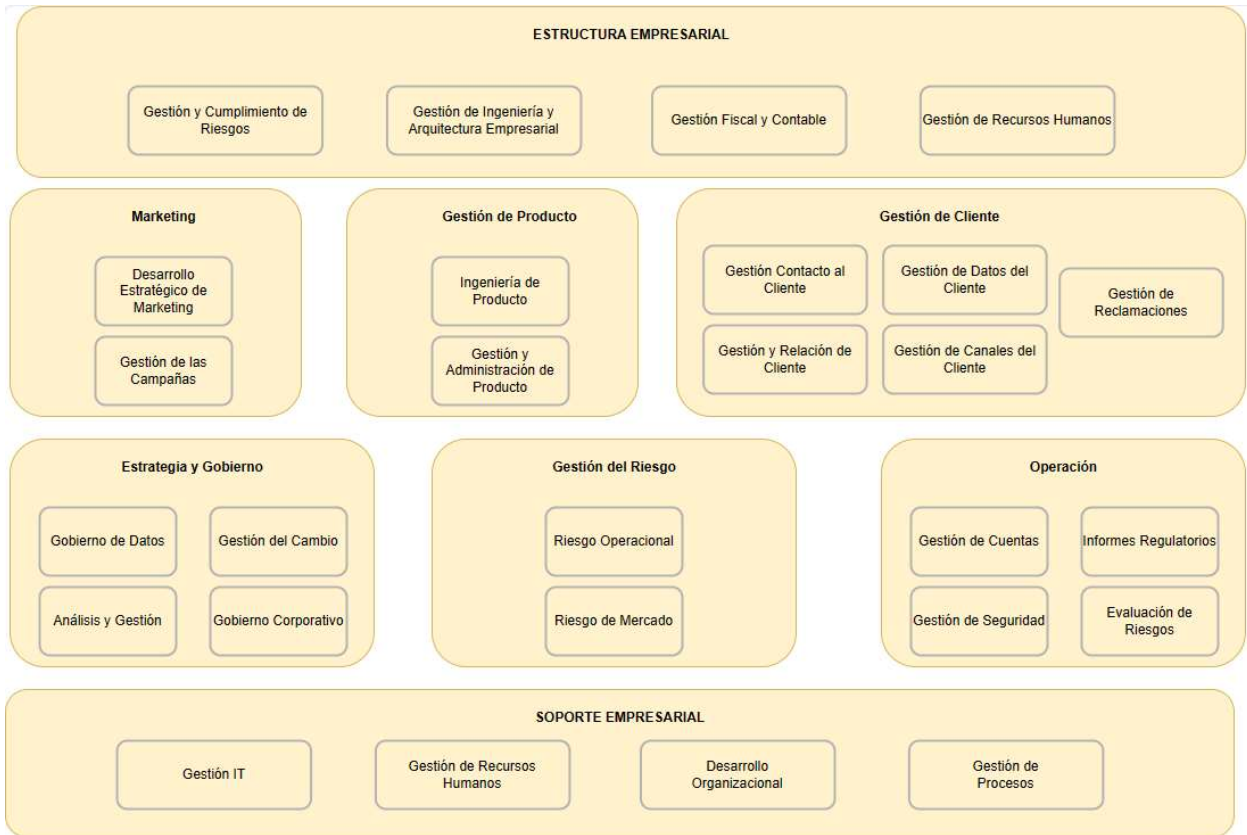 ESTRUCTURA EMPRESARIAL
Gestión y Cumplimiento de
Riesgos
Gestión de Ingeniería y
Arquitectura Empresarial
Gestión Fiscal y Contable
Gestión de Recursos Humanos
Marketing
Desarrollo
Estratégico de
Marketing
Gestión de las
Campañas
Gestión de Producto
Ingeniería de
Producto
Gestión y
Administración de
Producto
Gestión de Cliente
Gestión Contacto al
Cliente
Gestión de Datos del
Cliente
Gestión de
Reclamaciones
Gestión y Relación de
Cliente
Gestión de Canales del
Cliente
Estrategia y Gobierno
Gobierno de Datos
Gestión del Cambio
Análisis y Gestión
Gobierno Corporativo
Gestión del Riesgo
Riesgo Operacional
Riesgo de Mercado
Operación
Gestión de Cuentas
Informes Regulatorios
Gestión de Seguridad
Evaluación de
Riesgos
SOPORTE EMPRESARIAL
Gestión IT
Gestión de Recursos
Humanos
Desarrollo
Organizacional
Gestión de
Procesos